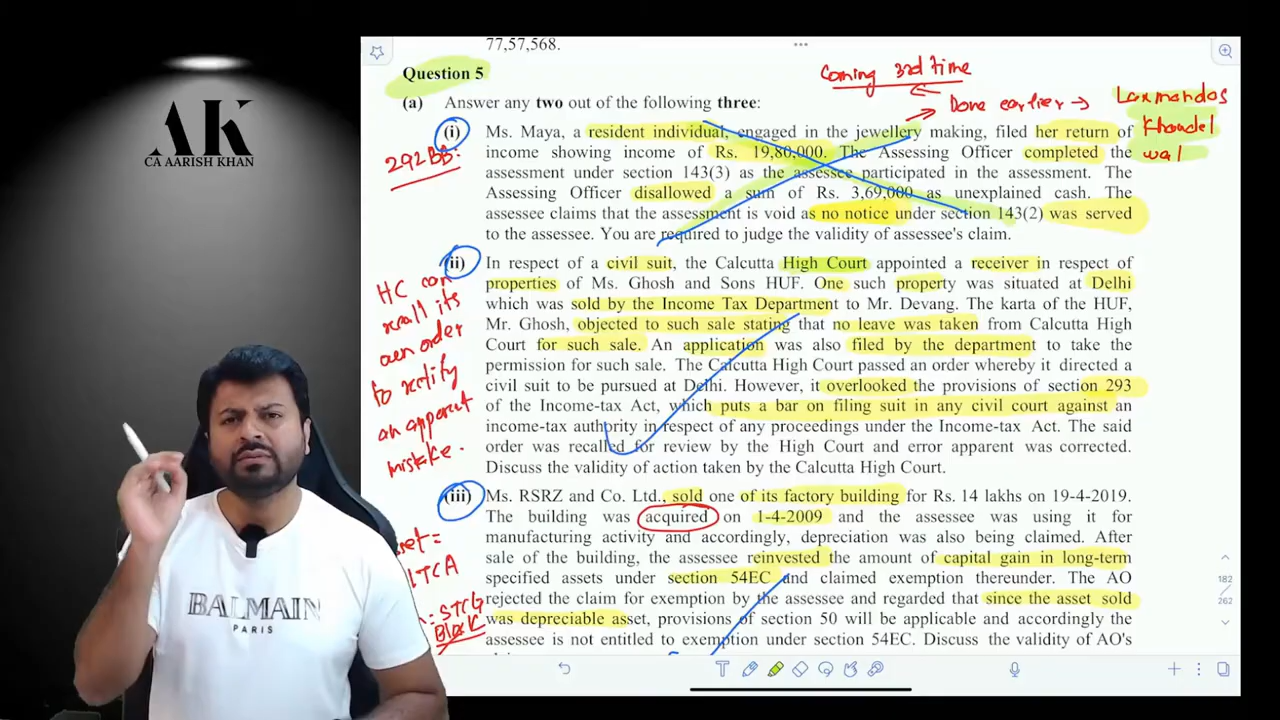 AK
CA AARISH KHAN
BALMAIN
PARIS
77,57,568.
Question 5
Coming 3rd time
(a) Answer any two out of the following three:
Done earlier → Laxmandas
Khandel
wal
292BB:
(i) Ms. Maya, a resident individual, engaged in the jewellery making, filed her return of
income showing income of Rs. 19,80,000. The Assessing Officer completed the
assessment under section 143(3) as the assessee participated in the assessment. The
Assessing Officer disallowed a sum of Rs. 3,69,000 as unexplained cash. The
assessee claims that the assessment is void as no notice under section 143(2) was served
to the assessee. You are required to judge the validity of assessee's claim.
HC can
recall its
own order
to rectify
an apparent
mistake.
(ii) In respect of a civil suit, the Calcutta High Court appointed a receiver in respect of
properties of Ms. Ghosh and Sons HUF. One such property was situated at Delhi
which was sold by the Income Tax Department to Mr. Devang. The karta of the HUF,
Mr. Ghosh, objected to such sale stating that no leave was taken from Calcutta High
Court for such sale. An application was also filed by the department to take the
permission for such sale. The Calcutta High Court passed an order whereby it directed a
civil suit to be pursued at Delhi. However, it overlooked the provisions of section 293
of the Income-tax Act, which puts a bar on filing suit in any civil court against an
income-tax authority in respect of any proceedings under the Income-tax Act. The said
order was recalled for review by the High Court and error apparent was corrected.
Discuss the validity of action taken by the Calcutta High Court.
LTCA
= STCG
Block
(iii) Ms. RSRZ and Co. Ltd., sold one of its factory building for Rs. 14 lakhs on 19-4-2019.
The building was acquired on 1-4-2009 and the assessee was using it for
manufacturing activity and accordingly, depreciation was also being claimed. After
sale of the building, the assessee reinvested the amount of capital gain in long-term
specified assets under section 54EC and claimed exemption thereunder. The AO
rejected the claim for exemption by the assessee and regarded that since the asset sold
was depreciable asset, provisions of section 50 will be applicable and accordingly the
assessee is not entitled to exemption under section 54EC. Discuss the validity of AO's
182
262